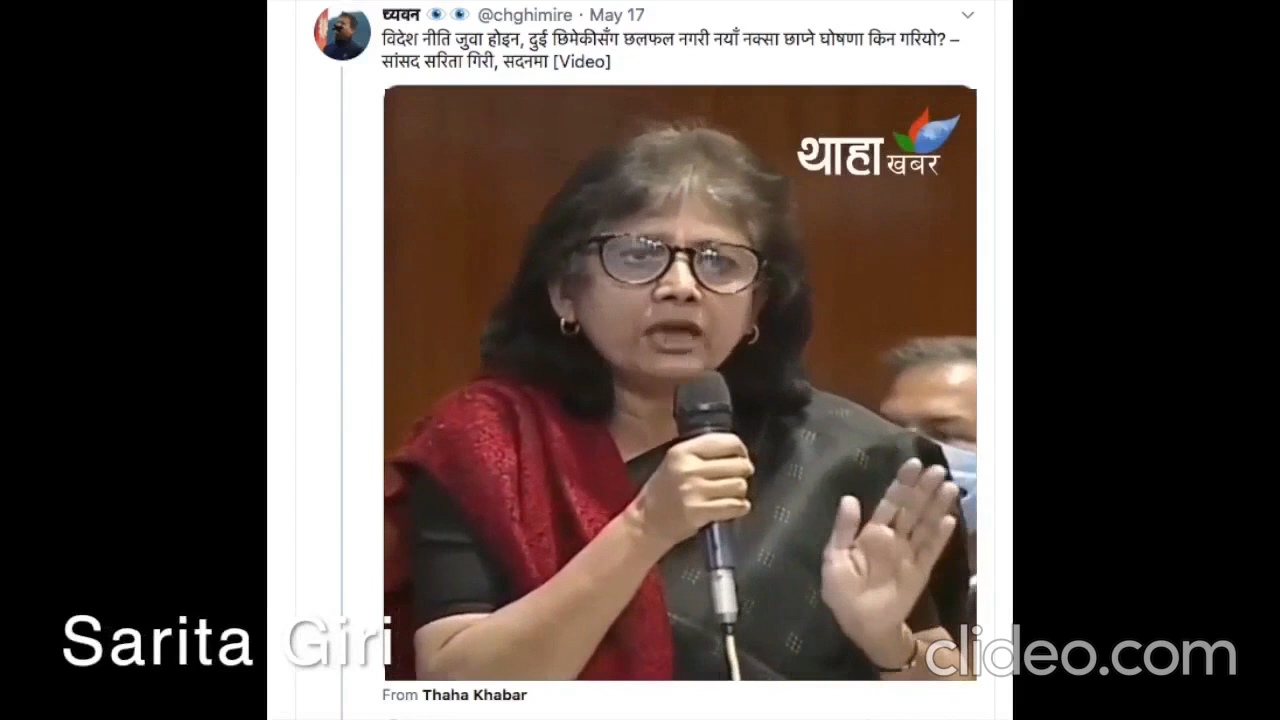 च्यवन 👁️👁️ @chghimire · May 17
विदेश नीति जुवा होइन, दुई छिमेकीसँग छलफल नगरी नयाँ नक्सा छाप्ने घोषणा किन गरियो? –
सांसद सरिता गिरी, सदनमा [Video]
थाहा
खबर
Sarita Giri
clideo.com
From Thaha Khabar